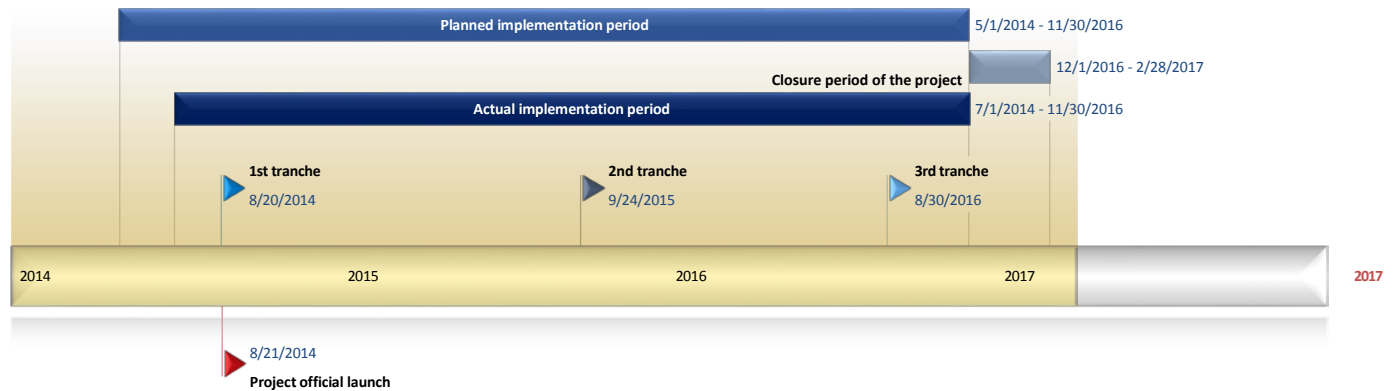 Planned implementation period 5/1/2014 - 11/30/2016
12/1/2016 - 2/28/2017
Closure period of the project
Actual implementation period 7/1/2014 - 11/30/2016
1st tranche 2nd tranche 3rd tranche
8/20/2014 9/24/2015 8/30/2016
2014 2015 2016 2017 2017
8/21/2014
Project official launch